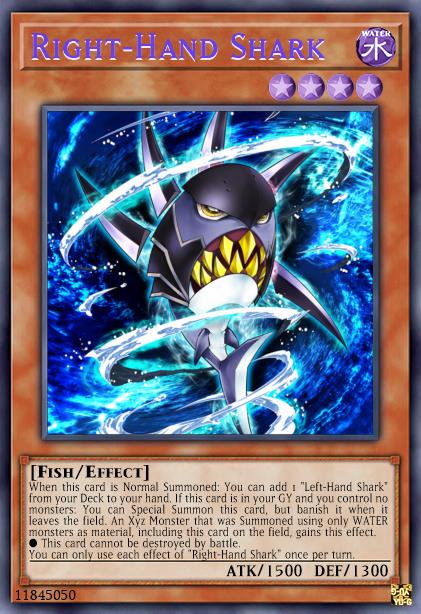 Right-Hand Shark
WATER
水
[Fish/Effect]
When this card is Normal Summoned: You can add 1 "Left-Hand Shark"
from your Deck to your hand. If this card is in your GY and you control no
monsters: You can Special Summon this card, but banish it when it
leaves the field. An Xyz Monster that was Summoned using only WATER
monsters as material, including this card on the field, gains this effect.
● This card cannot be destroyed by battle.
You can only use each effect of "Right-Hand Shark" once per turn.
ATK/1500 DEF/1300
11845050